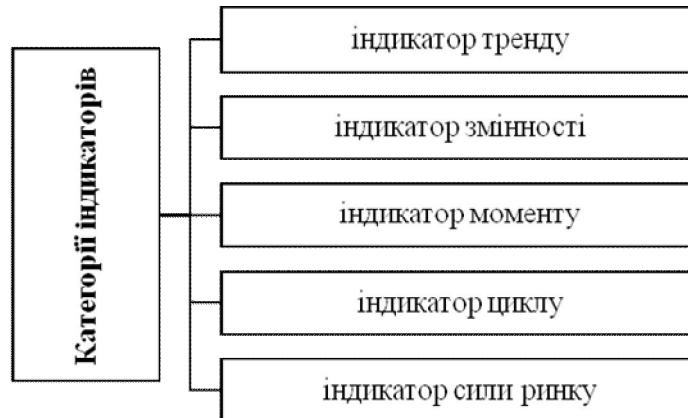 Категорії індикаторів
індикатор тренду
індикатор змінності
індикатор моменту
індикатор циклу
індикатор сили ринку